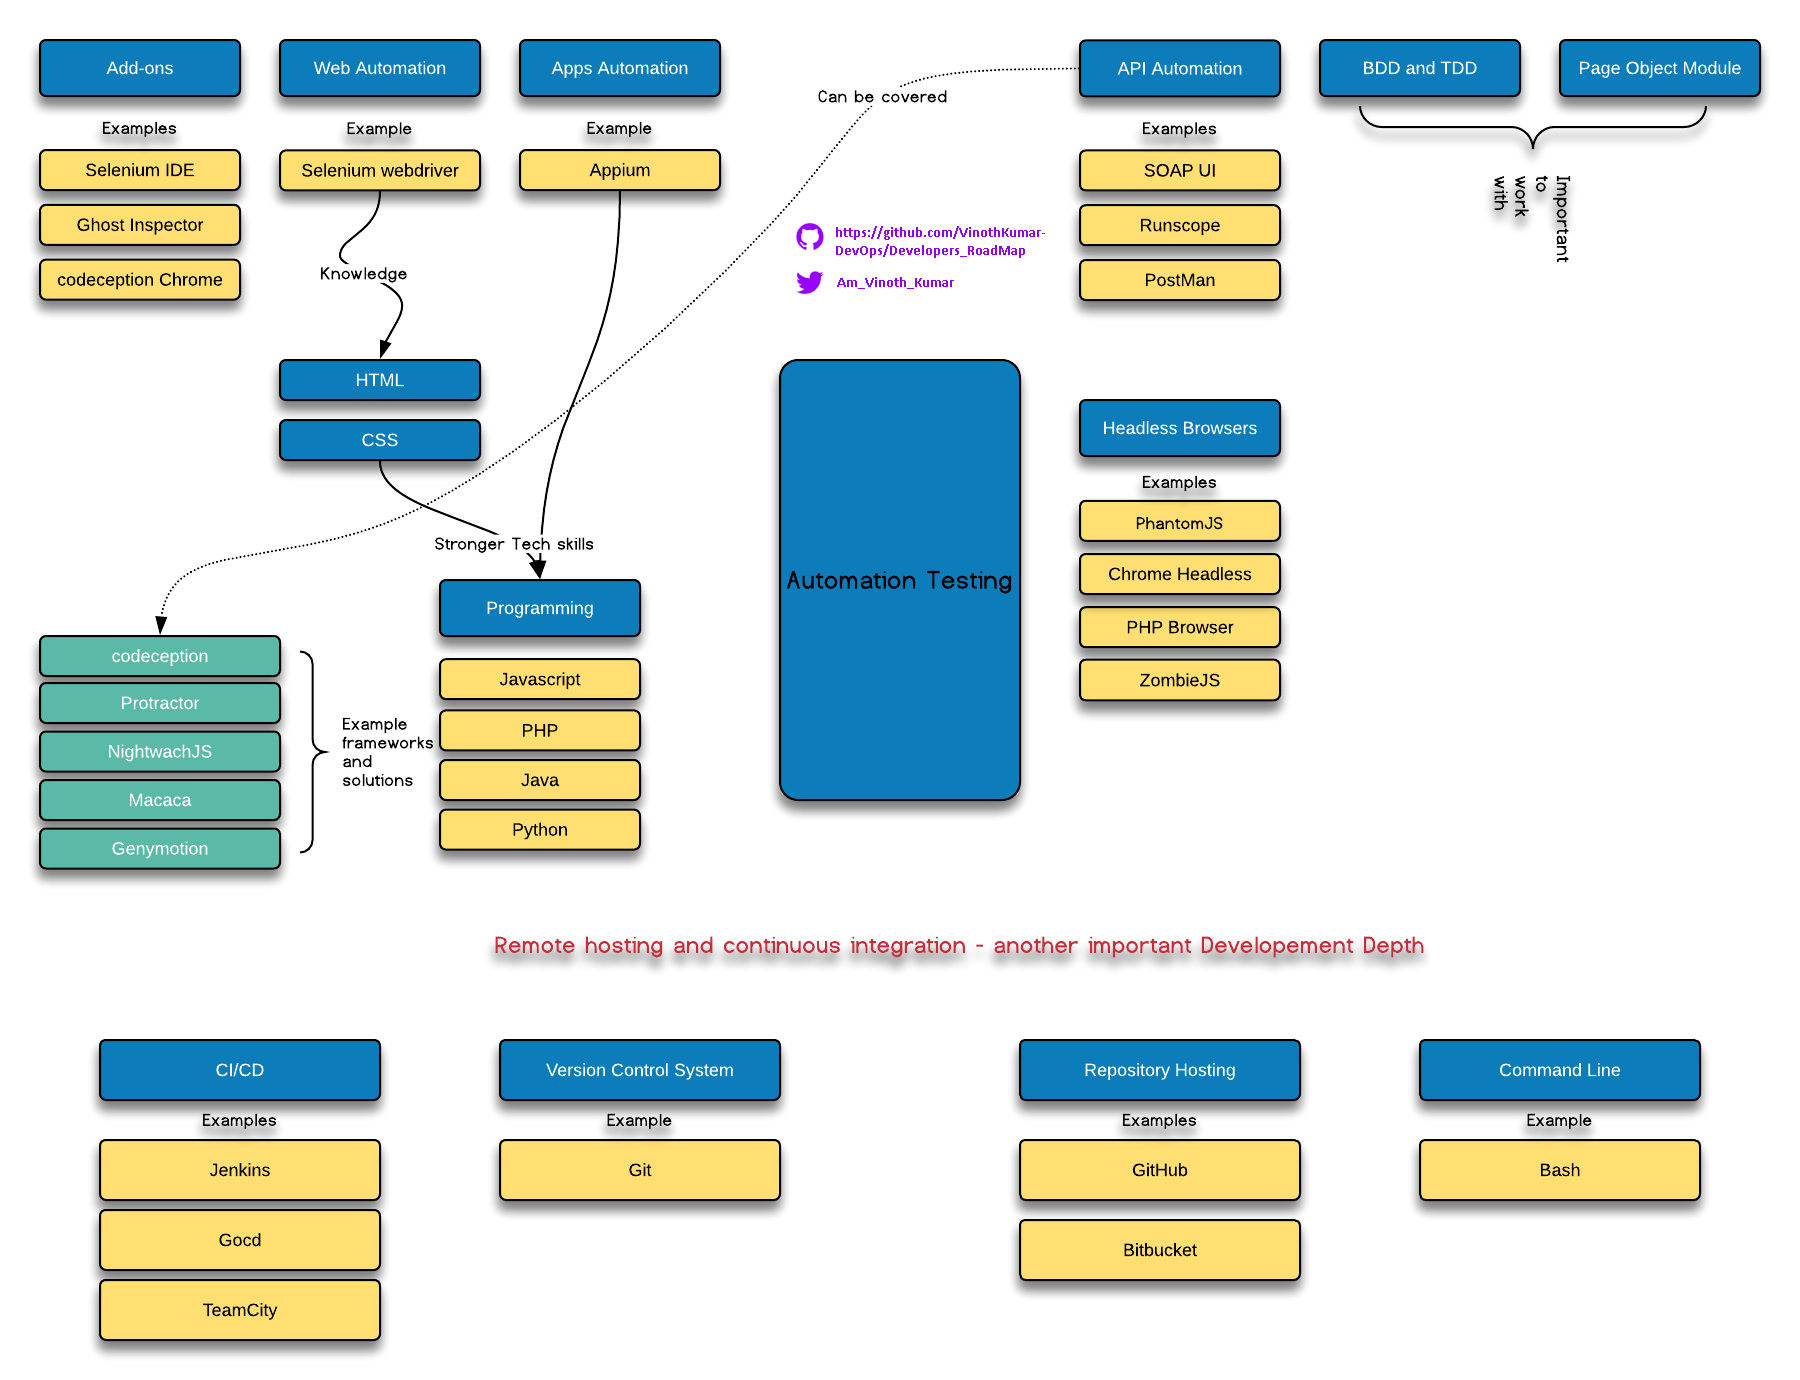 Add-ons
Web Automation
Apps Automation
API Automation
BDD and TDD
Page Object Module
Can be covered
Examples
Example
Example
Examples
Selenium IDE
Selenium webdriver
Appium
SOAP UI
Important
to
work
with
Ghost Inspector
Runscope
https://github.com/VinothKumar-
DevOps/Developers_RoadMap
codeception Chrome
Knowledge
Am_Vinoth_Kumar
PostMan
HTML
CSS
Headless Browsers
Examples
PhantomJS
Stronger Tech skills
Chrome Headless
Automation Testing
Programming
PHP Browser
codeception
Javascript
ZombieJS
Protractor
PHP
NightwachJS
Example
frameworks
and
solutions
Java
Macaca
Python
Genymotion
Remote hosting and continuous integration - another important Developement Depth
CI/CD
Version Control System
Repository Hosting
Command Line
Examples
Example
Examples
Example
Jenkins
Git
GitHub
Bash
Gocd
Bitbucket
TeamCity